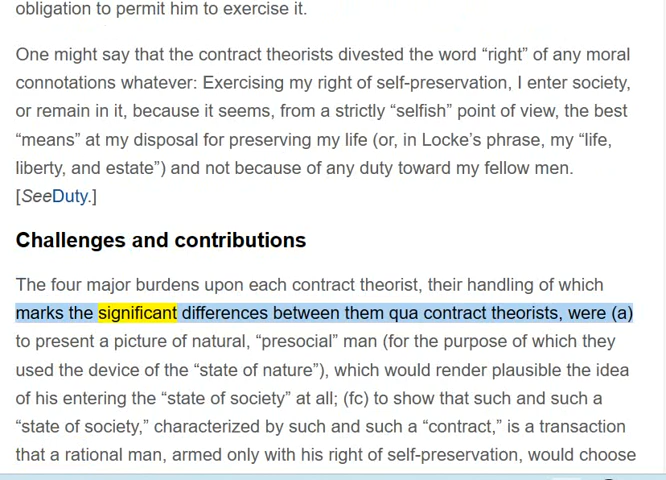 obligation to permit him to exercise it.
One might say that the contract theorists divested the word “right” of any moral
connotations whatever: Exercising my right of self-preservation, I enter society,
or remain in it, because it seems, from a strictly “selfish” point of view, the best
“means” at my disposal for preserving my life (or, in Locke’s phrase, my “life,
liberty, and estate”) and not because of any duty toward my fellow men.
[SeeDuty.]
Challenges and contributions
The four major burdens upon each contract theorist, their handling of which
marks the significant differences between them qua contract theorists, were (a)
to present a picture of natural, “presocial” man (for the purpose of which they
used the device of the “state of nature”), which would render plausible the idea
of his entering the “state of society” at all; (fc) to show that such and such a
“state of society,” characterized by such and such a “contract,” is a transaction
that a rational man, armed only with his right of self-preservation, would choose